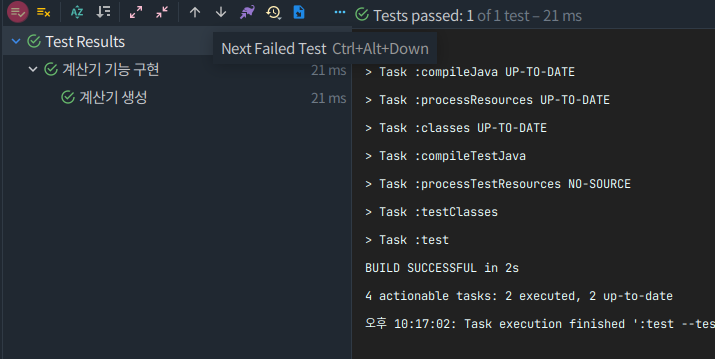 Tests passed: 1 of 1 test – 21 ms
Test Results
Next Failed Test Ctrl+Alt+Down
계산기 기능 구현 21 ms
계산기 생성 21 ms
> Task :compileJava UP-TO-DATE
> Task :processResources UP-TO-DATE
> Task :classes UP-TO-DATE
> Task :compileTestJava
> Task :processTestResources NO-SOURCE
> Task :testClasses
> Task :test
BUILD SUCCESSFUL in 2s
4 actionable tasks: 2 executed, 2 up-to-date
오후 10:17:02: Task execution finished ':test --tes